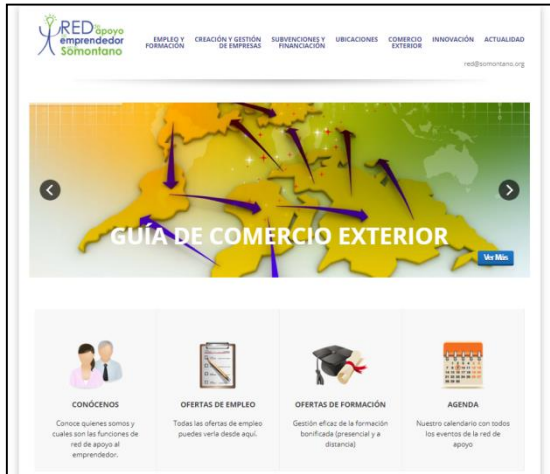 RED de apoyo
emprendedor
Somontano
EMPLEO Y
FORMACIÓN
CREACIÓN Y GESTIÓN
DE EMPRESAS
SUBVENCIONES Y
FINANCIACIÓN
UBICACIONES
COMERCIO
EXTERIOR
INNOVACIÓN
ACTUALIDAD
red@somontano.org
GUÍA DE COMERCIO EXTERIOR
Ver Más
CONÓCENOS
Conoce quienes somos y
cuales son las funciones de
red de apoyo al
emprendedor.
OFERTAS DE EMPLEO
Todas las ofertas de empleo
puedes verla desde aquí.
OFERTAS DE FORMACIÓN
Gestión eficaz de la formación
bonificada (presencial y a
distancia)
AGENDA
Nuestro calendario con todos
los eventos de la red de
apoyo